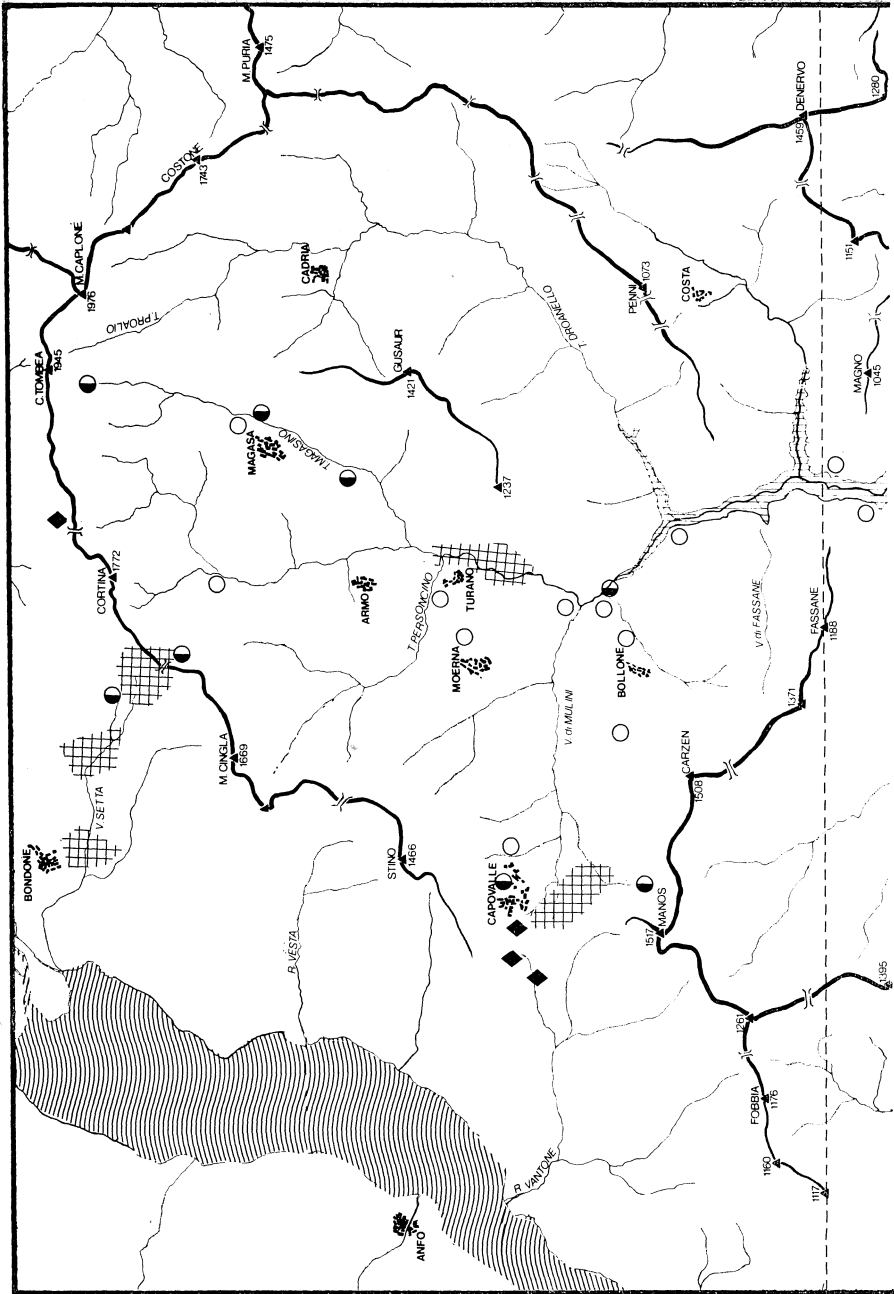 BONDONE
V. SETTA
CORTINA
1772
C. TOMBEA
1945
M. CAPLONE
1976
COSTONE
1743
M. PURIA
1475
T. PROALIO
CADRIA
MAGASA
T. MAGASINO
GUSAUR
1421
1237
M. CINGLA
1669
STINO
1466
R. VESTA
ANFO
R. VANTONE
ARMO
T. PERSONCINO
TURANO
MOERNA
CAPOVALLE
V. di MULINI
BOLLONE
T. DROANELLO
PENNI
1073
COSTA
V. di FASSANE
FASSANE
1188
1371
CARZEN
1508
MANOS
1517
1261
FOBBIA
1176
1160
1117
1395
DENERVO
1459
1280
1151
MAGNO
1045